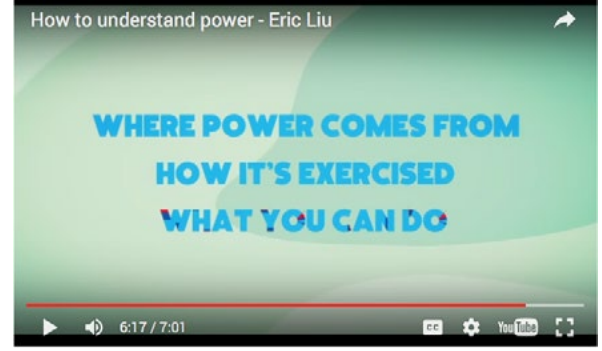 How to understand power - Eric Liu
WHERE POWER COMES FROM
HOW IT'S EXERCISED
WHAT YOU CAN DO
6:17 / 7:01
CC
YouTube